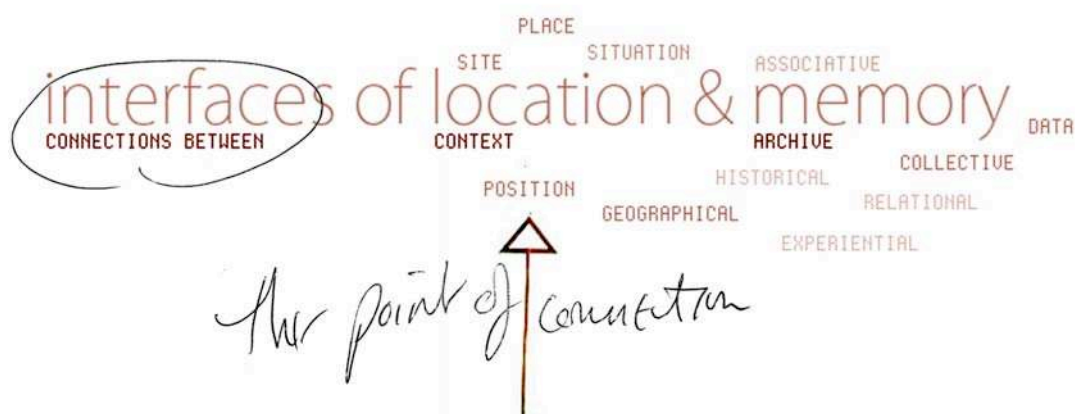 PLACE
SITE SITUATION ASSOCIATIVE
interfaces of location & memory
DATA
CONNECTIONS BETWEEN CONTEXT ARCHIVE
COLLECTIVE
POSITION HISTORICAL
RELATIONAL
GEOGRAPHICAL
EXPERIENTIAL
the point of connection